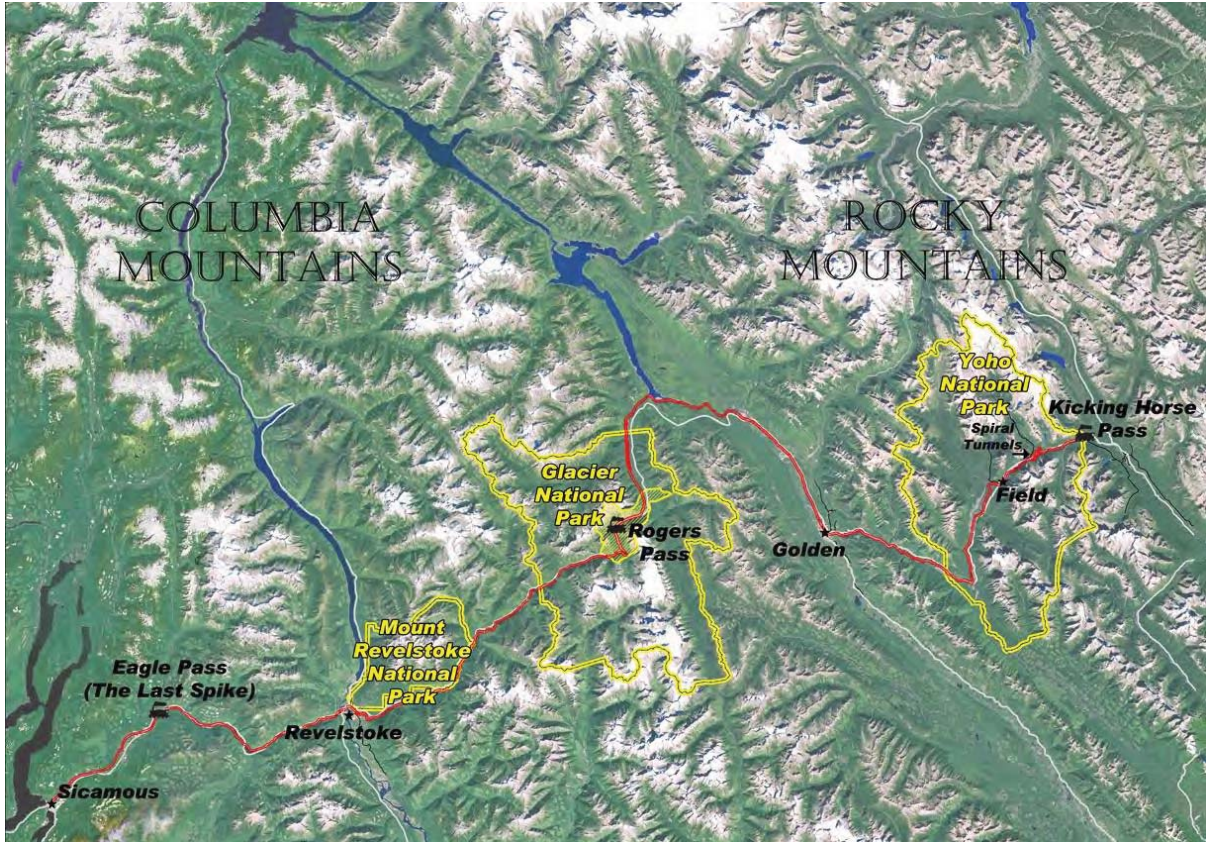 COLUMBIA
MOUNTAINS
ROCKY
MOUNTAINS
Yoho
National
Park
Kicking Horse
Pass
Spiral
Tunnels
Field
Glacier
National
Park
Rogers
Pass
Golden
Mount
Revelstoke
National
Park
Eagle Pass
(The Last Spike)
Revelstoke
Sicamous